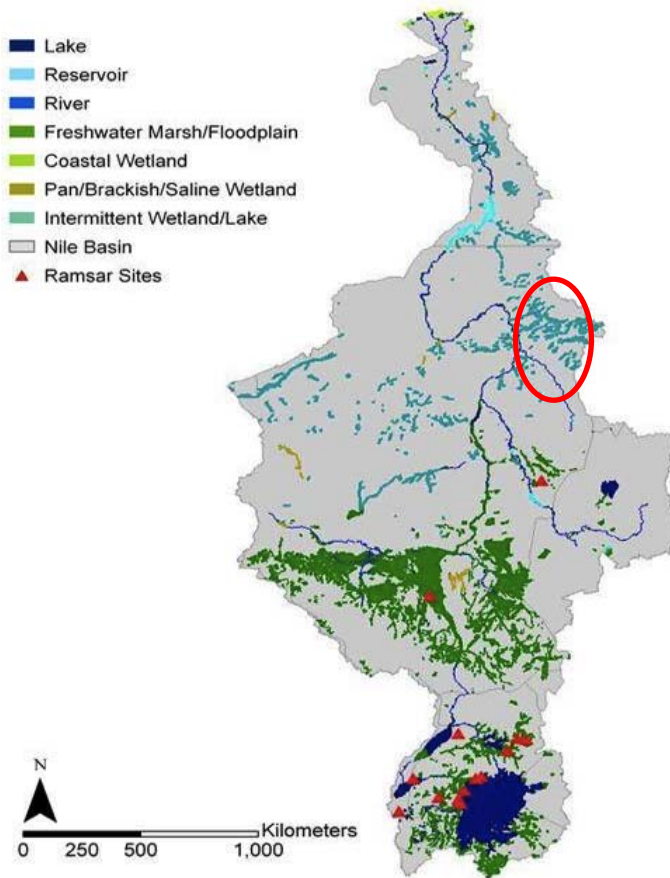 Lake
Reservoir
River
Freshwater Marsh/Floodplain
Coastal Wetland
Pan/Brackish/Saline Wetland
Intermittent Wetland/Lake
Nile Basin
Ramsar Sites
N
Kilometers
0 250 500 1,000